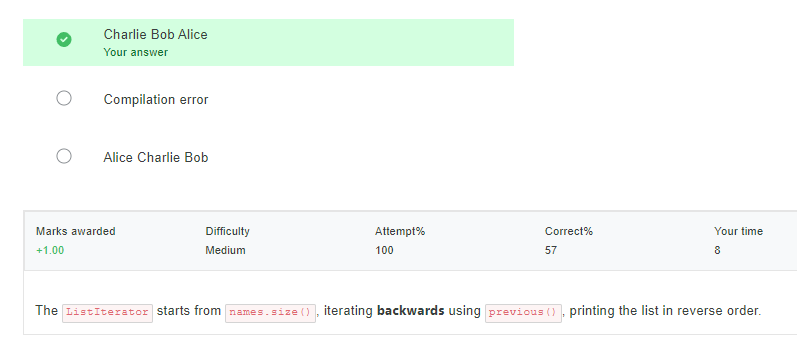 Charlie Bob Alice
Your answer
Compilation error
Alice Charlie Bob
Marks awarded Difficulty Attempt% Correct% Your time
+1.00 Medium 100 57 8
The ListIterator starts from names.size(), iterating backwards using previous(), printing the list in reverse order.